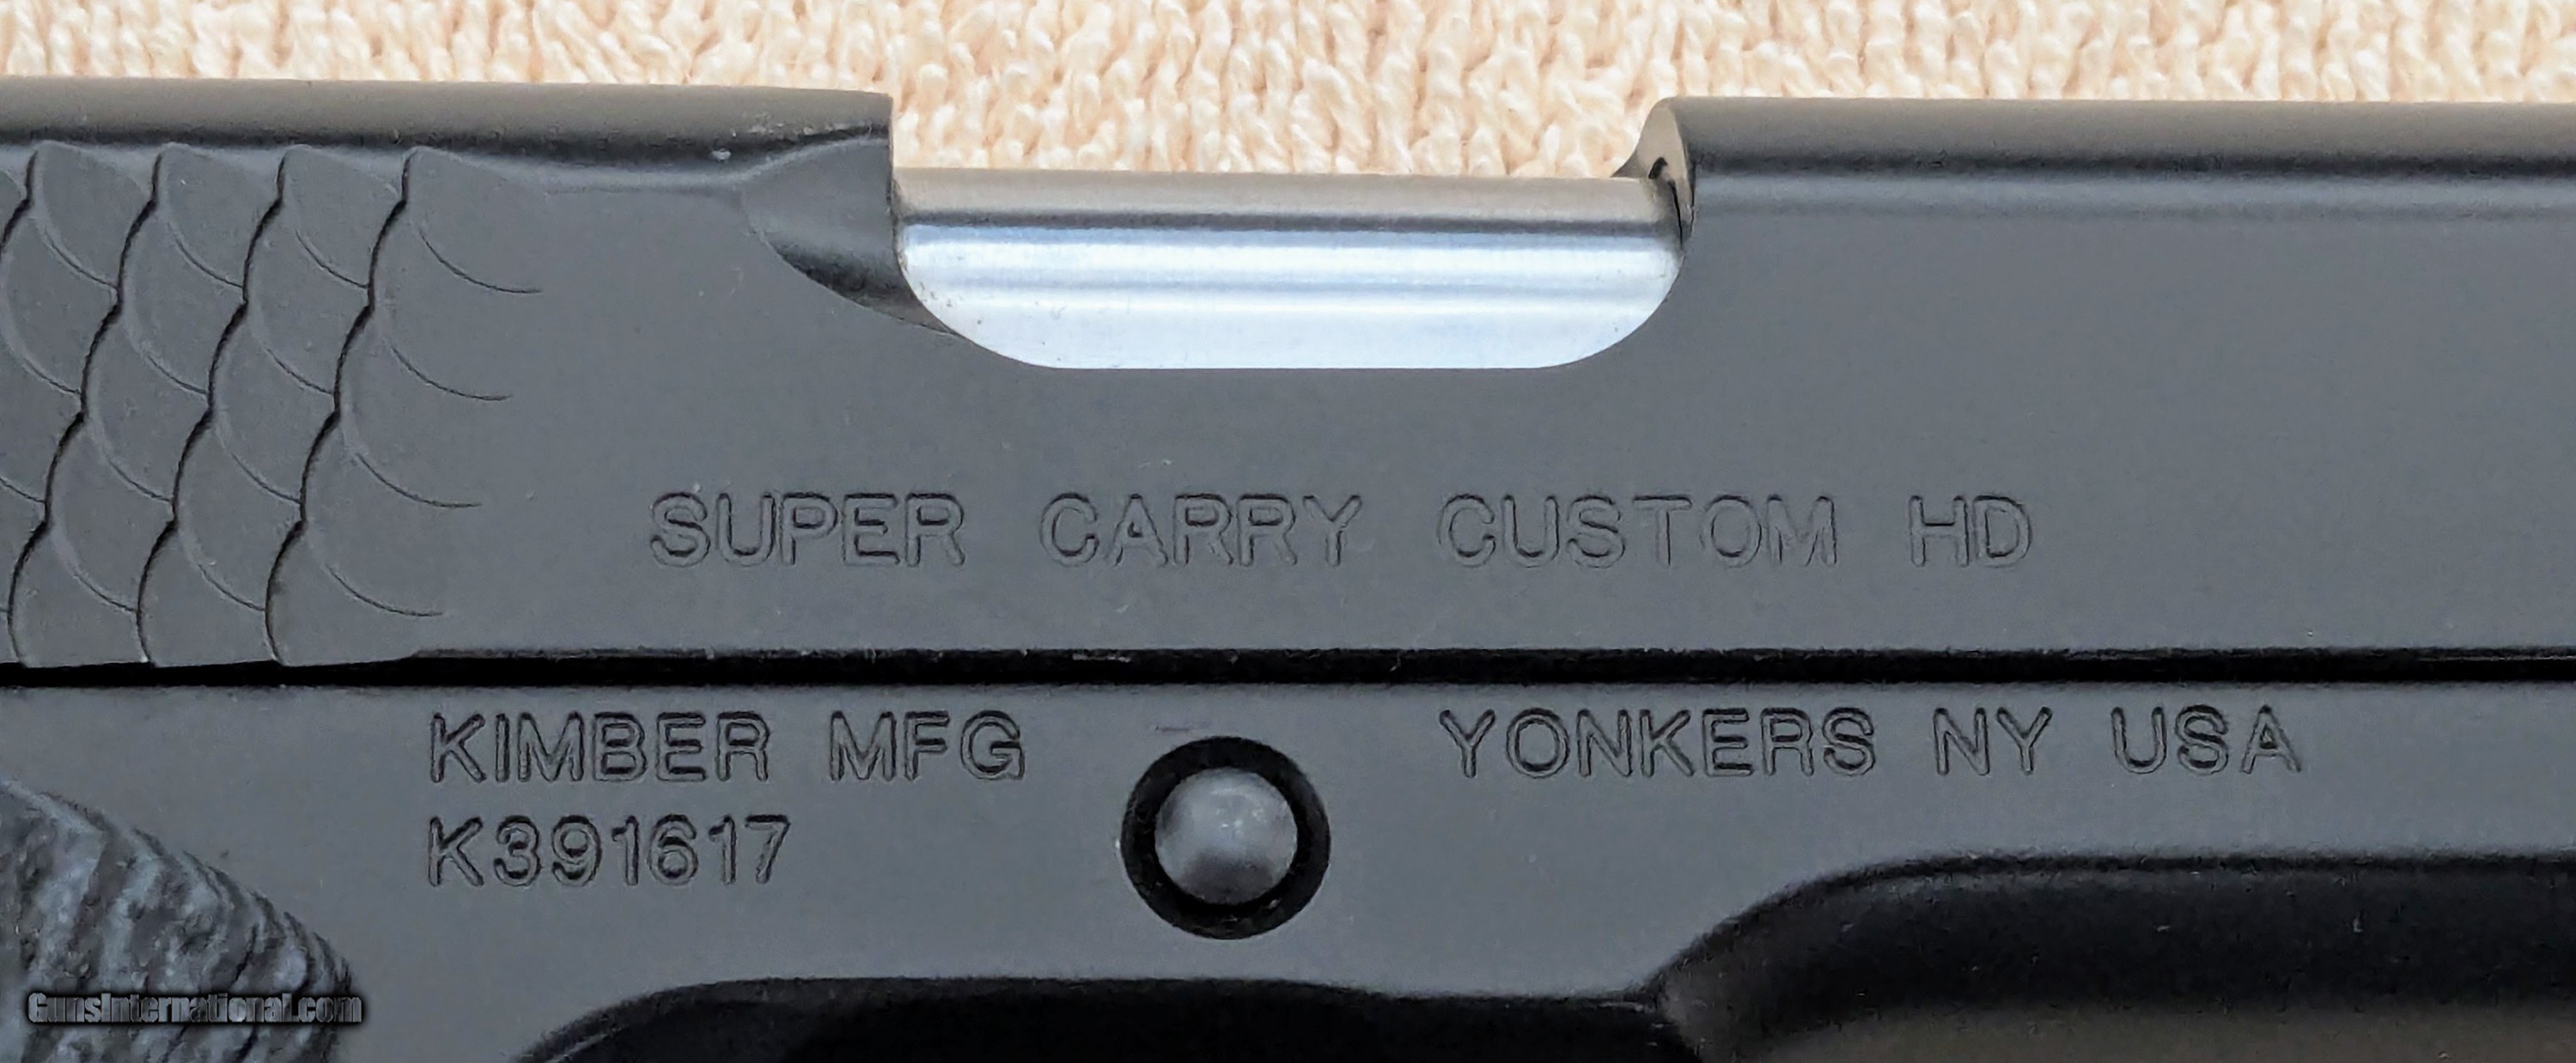 SUPER CARRY CUSTOM HD
KIMBER MFG
YONKERS NY USA
K391617
GunsInternational.com